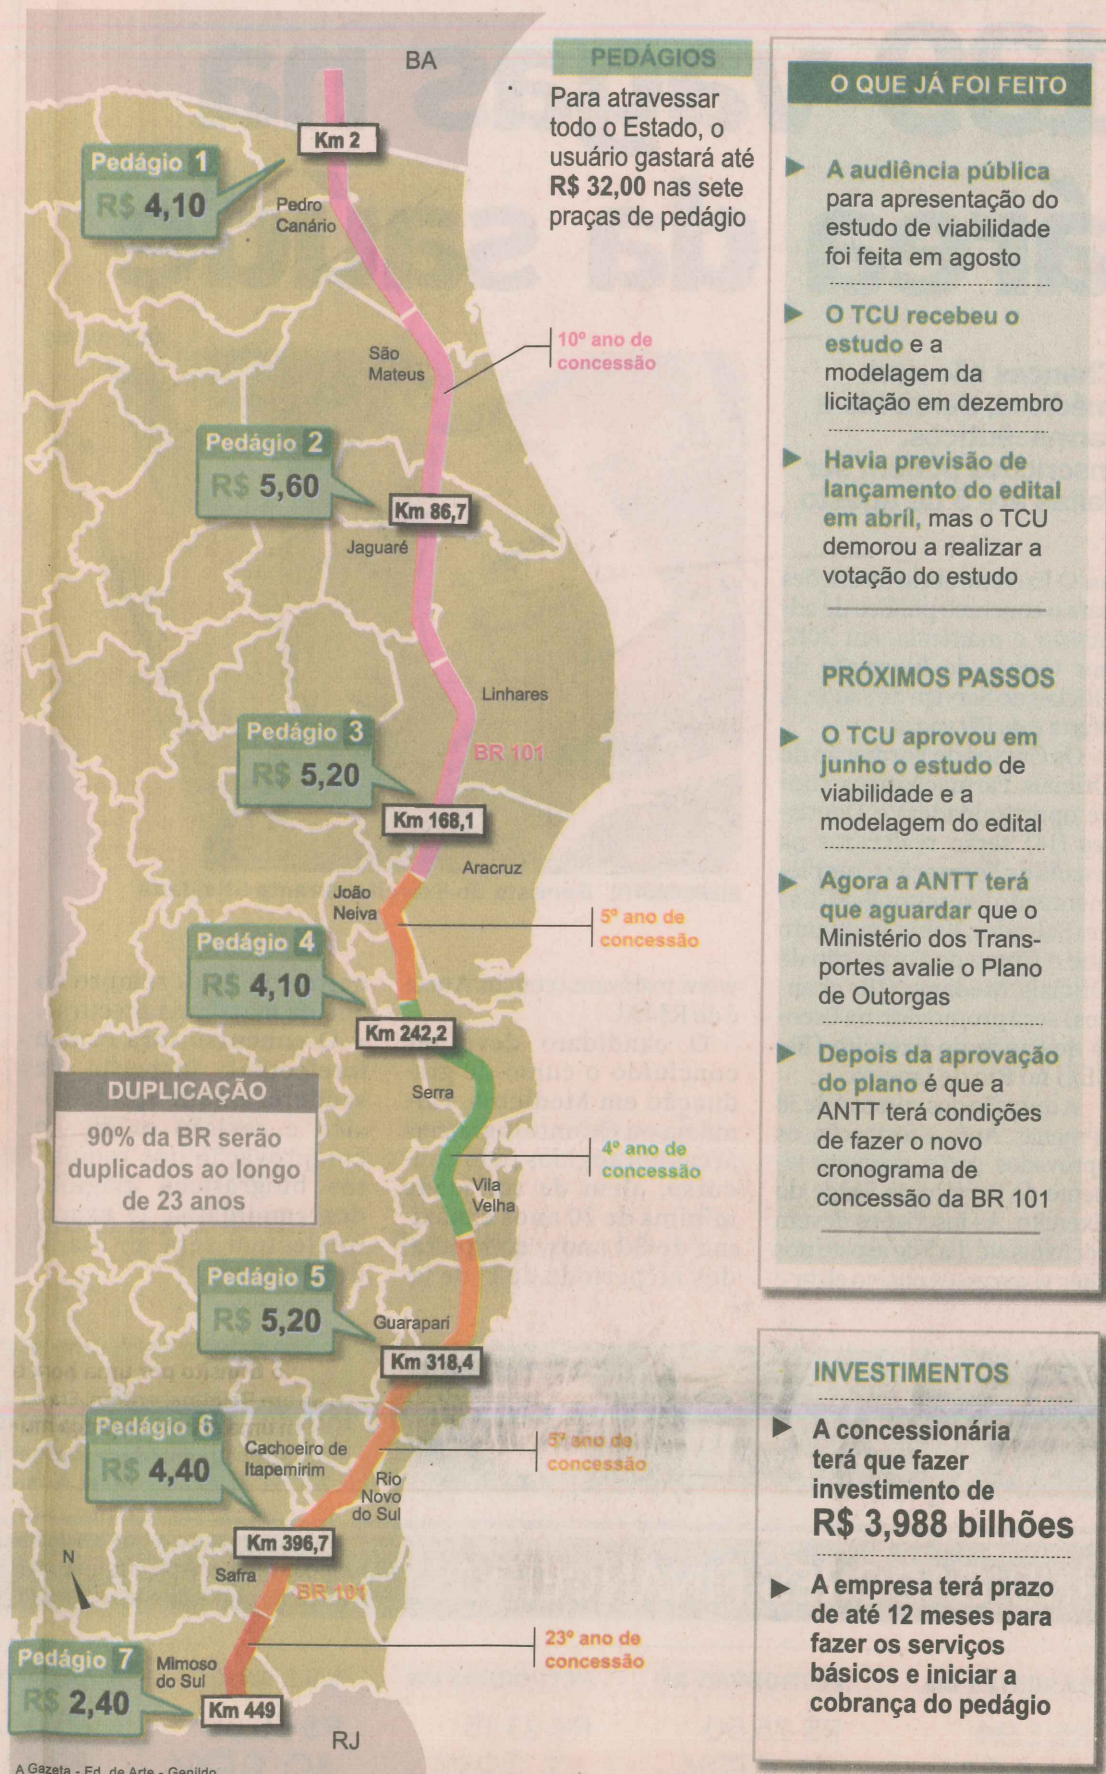 BA
PEDÁGIOS
Para atravessar
todo o Estado, o
usuário gastará até
R$ 32,00 nas sete
praças de pedágio
Km 2
Pedágio 1
R$ 4,10
Pedro
Canário
São
Mateus
10º ano de
concessão
Pedágio 2
R$ 5,60
Km 86,7
Jaguaré
Linhares
Pedágio 3
R$ 5,20
BR 101
Km 168,1
Aracruz
João
Neiva
5º ano de
concessão
Pedágio 4
R$ 4,10
Km 242,2
Serra
DUPLICAÇÃO
90% da BR serão
duplicados ao longo
de 23 anos
4º ano de
concessão
Vila
Velha
Pedágio 5
R$ 5,20
Guarapari
Km 318,4
Pedágio 6
R$ 4,40
Cachoeiro de
Itapemirim
5º ano de
concessão
Rio
Novo
do Sul
Km 396,7
N
Safra
BR 101
23º ano de
concessão
Pedágio 7
R$ 2,40
Mimoso
do Sul
Km 449
RJ
A Gazeta - Ed. de Arte - Genildo
O QUE JÁ FOI FEITO
A audiência pública
para apresentação do
estudo de viabilidade
foi feita em agosto
O TCU recebeu o
estudo e a
modelagem da
licitação em dezembro
Havia previsão de
lançamento do edital
em abril, mas o TCU
demorou a realizar a
votação do estudo
PRÓXIMOS PASSOS
O TCU aprovou em
junho o estudo de
viabilidade e a
modelagem do edital
Agora a ANTT terá
que aguardar que o
Ministério dos Trans-
portes avalie o Plano
de Outorgas
Depois da aprovação
do plano é que a
ANTT terá condições
de fazer o novo
cronograma de
concessão da BR 101
INVESTIMENTOS
A concessionária
terá que fazer
investimento de
R$ 3,988 bilhões
A empresa terá prazo
de até 12 meses para
fazer os serviços
básicos e iniciar a
cobrança do pedágio